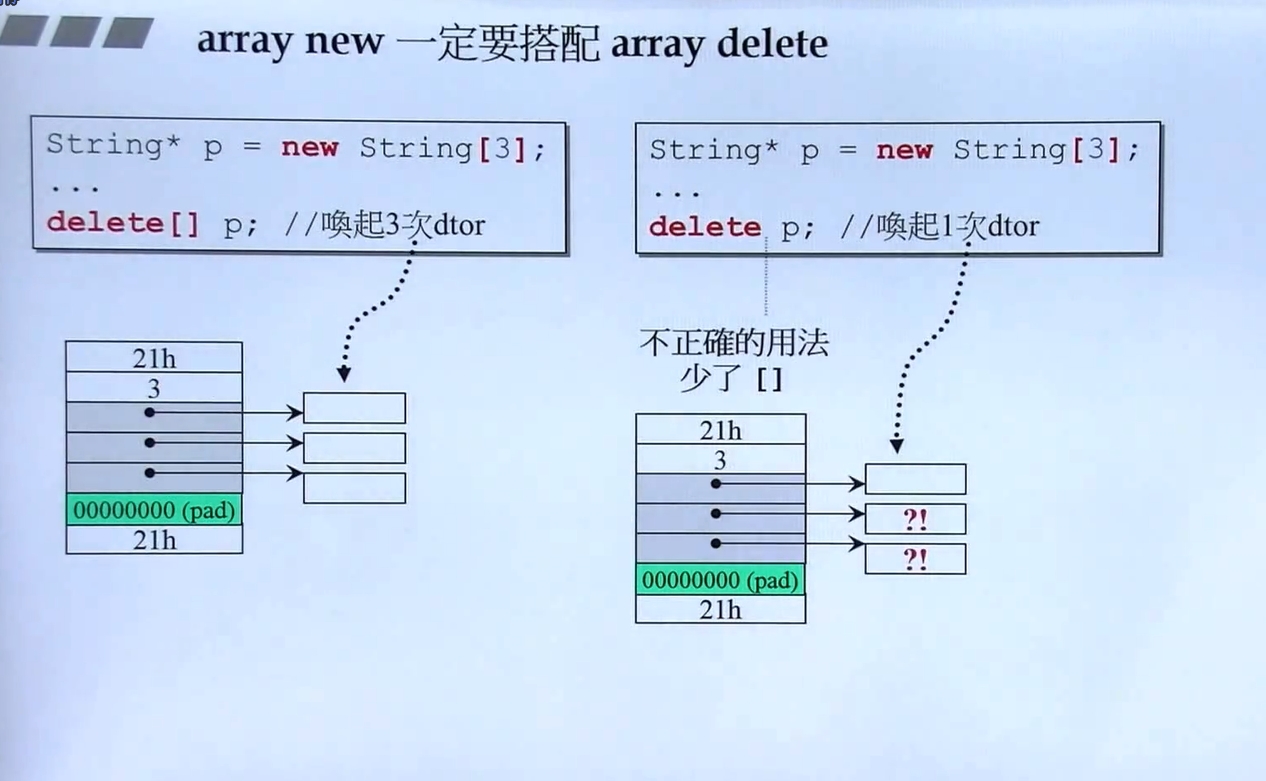 array new 一定要搭配 array delete
String* p = new String[3];
...
delete[] p; //喚起3次dtor
21h
3
00000000 (pad)
21h
String* p = new String[3];
...
delete p; //喚起1次dtor
不正確的用法
少了 []
21h
3
?!
?!
00000000 (pad)
21h